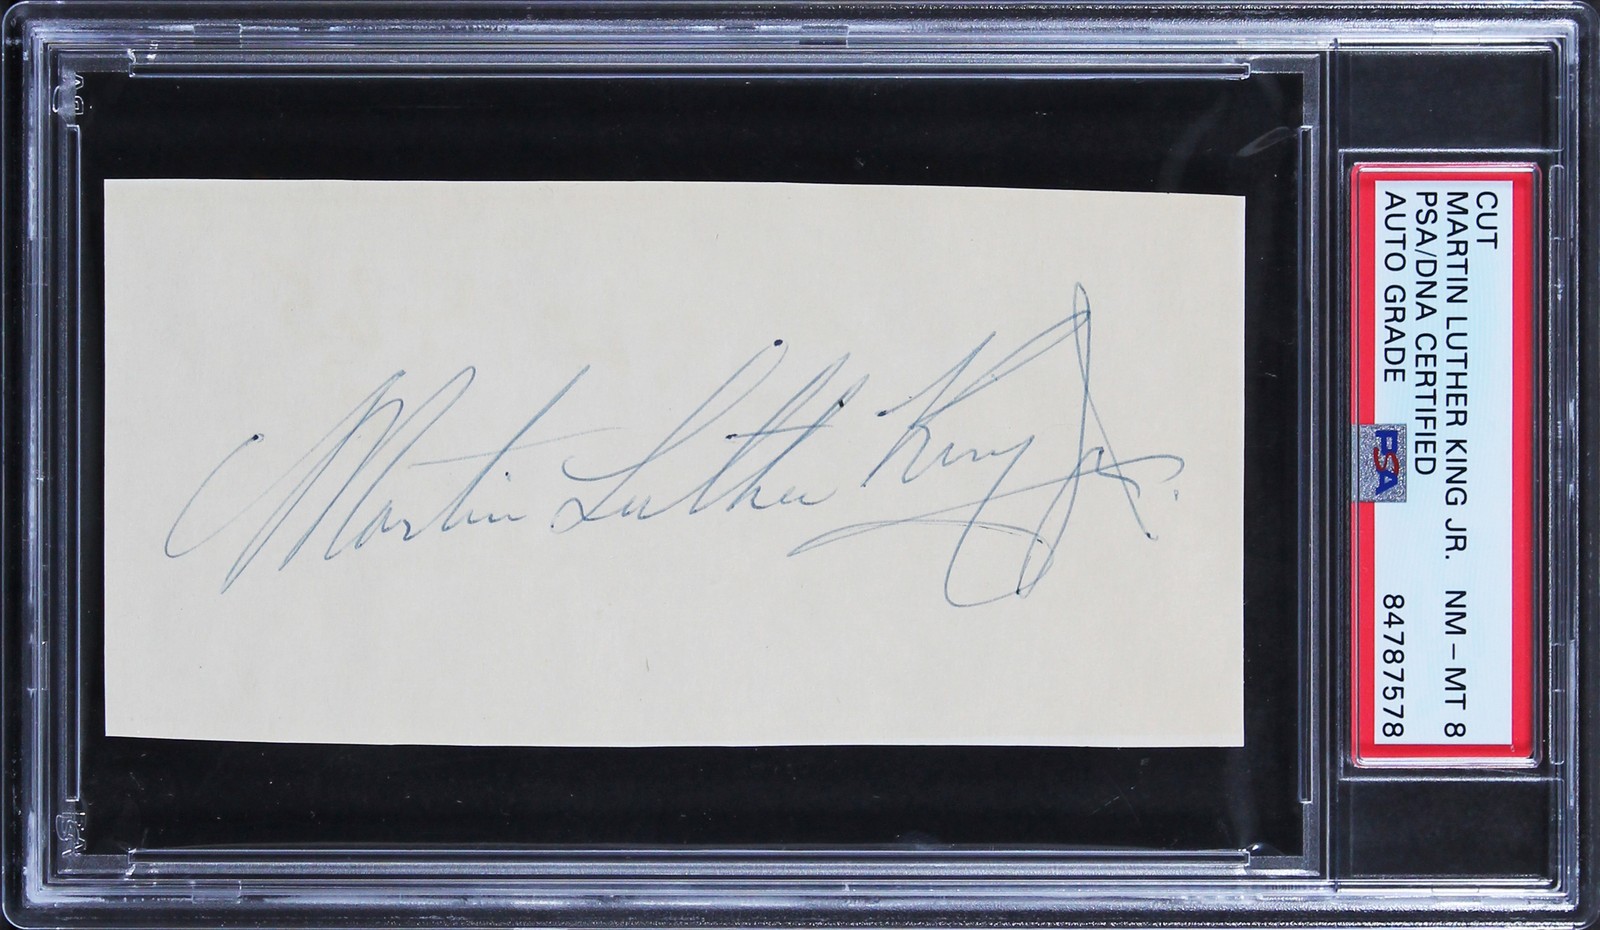 Martin Luther King Jr.
CUT
MARTIN LUTHER KING JR. NM - MT 8
PSA/DNA CERTIFIED
AUTO GRADE 84787578
PSA